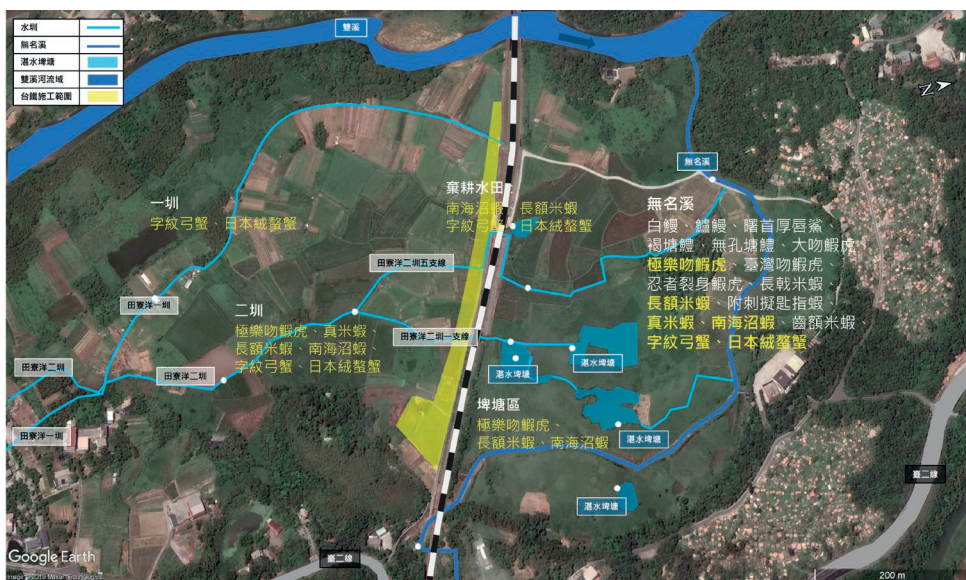 水圳
無名溪
湛水埤塘
雙溪河流域
台鐵施工範圍
雙溪
Z
無名溪
一圳
字紋弓蟹、日本絨螯蟹
棄耕水田
南海沼蝦、長額米蝦
字紋弓蟹、日本絨螯蟹
無名溪
白鰻、鱸鰻、曙首厚唇鯊、
褐塘鱧、無孔塘鱧、大吻鰕虎、
極樂吻鰕虎、臺灣吻鰕虎、
忍者裂身鰕虎、長戟米蝦、
長額米蝦、附刺擬匙指蝦、
真米蝦、南海沼蝦、齒額米蝦
字紋弓蟹、日本絨螯蟹
田寮洋二圳五支線
田寮洋一圳
二圳
極樂吻鰕虎、真米蝦、
長額米蝦、南海沼蝦、
字紋弓蟹、日本絨螯蟹
田寮洋二圳一支線
田寮洋二圳
田寮洋二圳
湛水埤塘
湛水埤塘
田寮洋一圳
埤塘區
極樂吻鰕虎、
長額米蝦、南海沼蝦
湛水埤塘
湛水埤塘
臺二線
臺二線
Google Earth
200 m